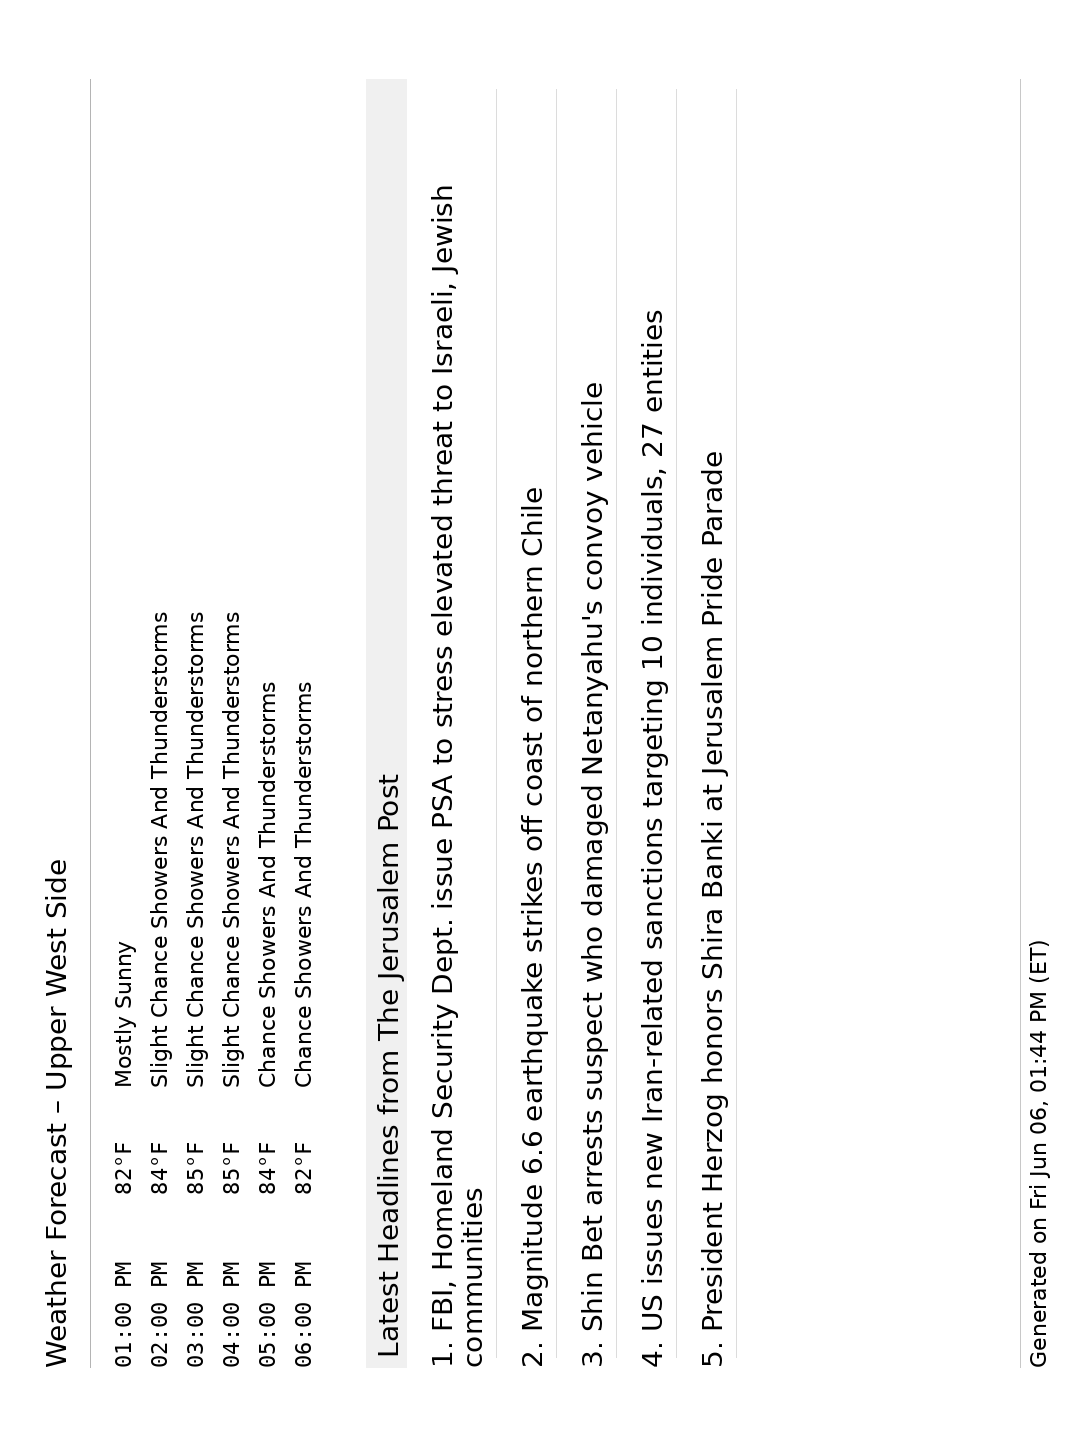 Weather Forecast – Upper West Side
01:00 PM 82°F Mostly Sunny
02:00 PM 84°F Slight Chance Showers And Thunderstorms
03:00 PM 85°F Slight Chance Showers And Thunderstorms
04:00 PM 85°F Slight Chance Showers And Thunderstorms
05:00 PM 84°F Chance Showers And Thunderstorms
06:00 PM 82°F Chance Showers And Thunderstorms
Latest Headlines from The Jerusalem Post
1. FBI, Homeland Security Dept. issue PSA to stress elevated threat to Israeli, Jewish
communities
2. Magnitude 6.6 earthquake strikes off coast of northern Chile
3. Shin Bet arrests suspect who damaged Netanyahu's convoy vehicle
4. US issues new Iran-related sanctions targeting 10 individuals, 27 entities
5. President Herzog honors Shira Banki at Jerusalem Pride Parade
Generated on Fri Jun 06, 01:44 PM (ET)